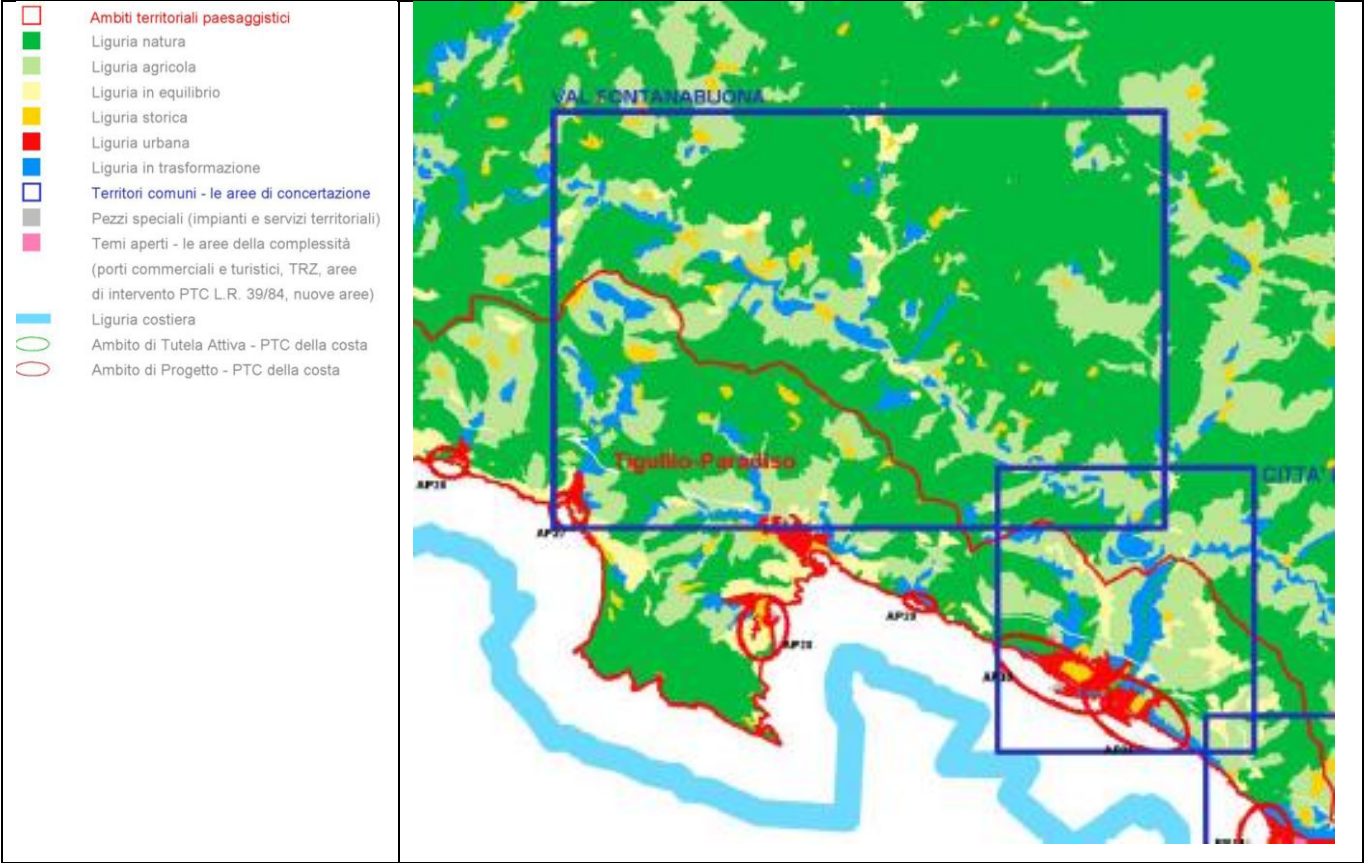 Ambiti territoriali paesaggistici
Liguria natura
Liguria agricola
Liguria in equilibrio
Liguria storica
Liguria urbana
Liguria in trasformazione
Territori comuni - le aree di concertazione
Pezzi speciali (impianti e servizi territoriali)
Temi aperti - le aree della complessità
(porti commerciali e turistici, TRZ, aree
di intervento PTC L.R. 39/84, nuove aree)
Liguria costiera
Ambito di Tutela Attiva - PTC della costa
Ambito di Progetto - PTC della costa
VAL FONTANABUONA
Tigullio-Paradiso
CITTA'